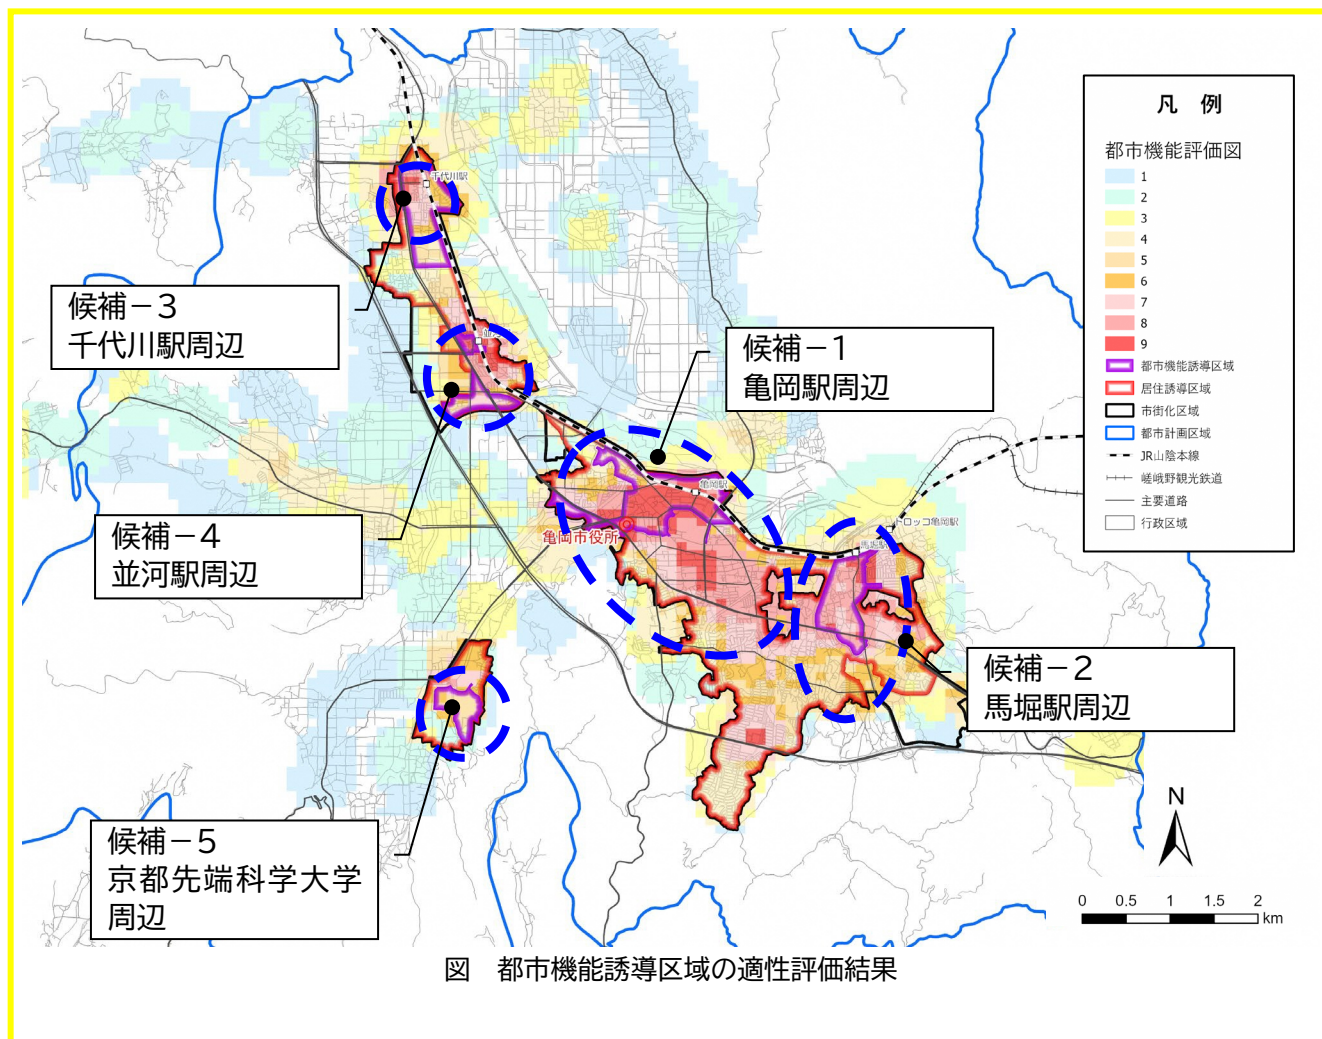 凡 例
都市機能評価図
1
2
3
4
5
6
7
8
9
都市機能誘導区域
居住誘導区域
市街化区域
都市計画区域
JR山陰本線
嵯峨野観光鉄道
主要道路
行政区域
千代川駅
候補－3
千代川駅周辺
候補－1
亀岡駅周辺
亀岡駅
トロッコ亀岡駅
馬堀駅
亀岡市役所
候補－4
並河駅周辺
候補－2
馬堀駅周辺
候補－5
京都先端科学大学
周辺
N
0 0.5 1 1.5 2
km
図 都市機能誘導区域の適性評価結果